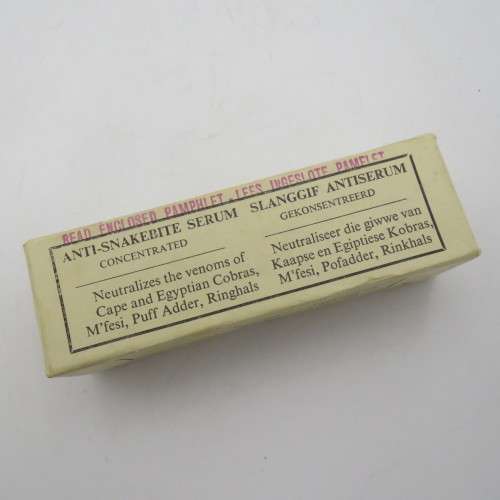 READ ENCLOSED PAMPHLET. LEES INGESLOTE PAMFLET
ANTI-SNAKEBITE SERUM
CONCENTRATED
Neutralizes the venoms of
Cape and Egyptian Cobras,
M'fesi, Puff Adder, Ringhals
SLANGGIF ANTISERUM
GEKONSENTREERD
Neutraliseer die giwwe van
Kaapse en Egiptiese Kobras,
M'fesi, Pofadder, Rinkhals